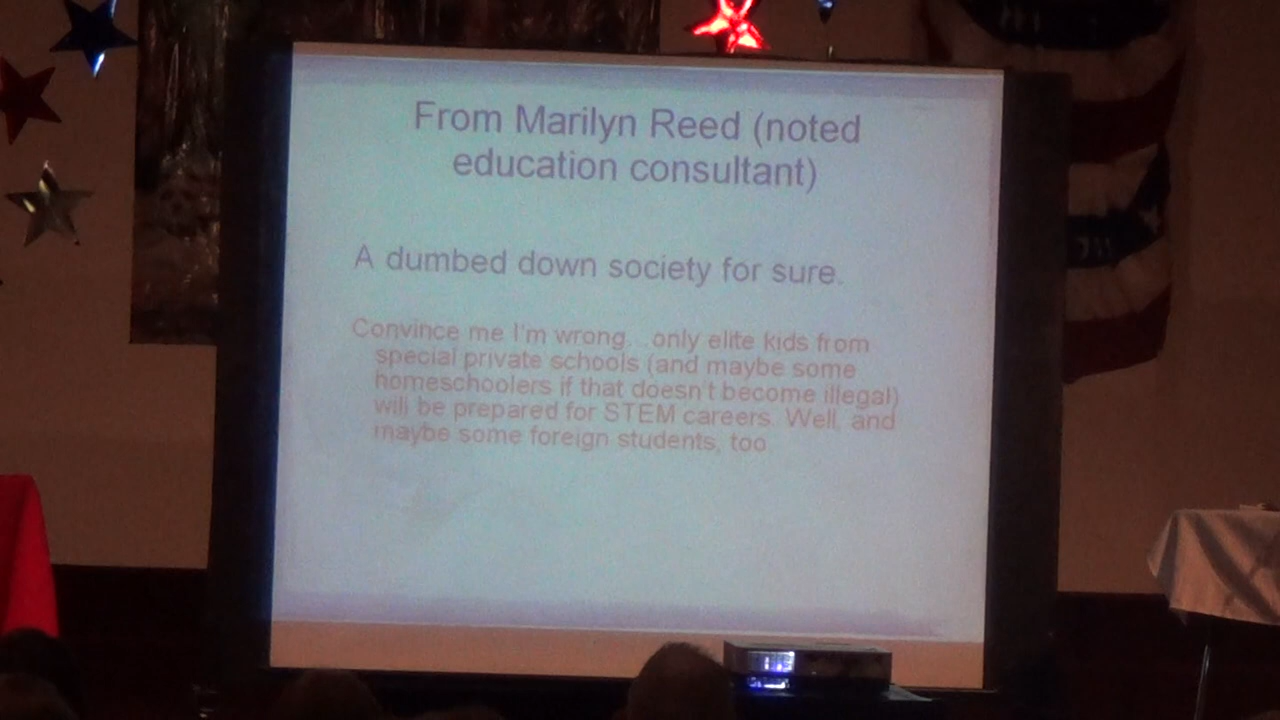 From Marilyn Reed (noted
education consultant)
A dumbed down society for sure.
Convince me I'm wrong...only elite kids from
special private schools (and maybe some
homeschoolers if that doesn't become illegal)
will be prepared for STEM careers. Well, and
maybe some foreign students, too.